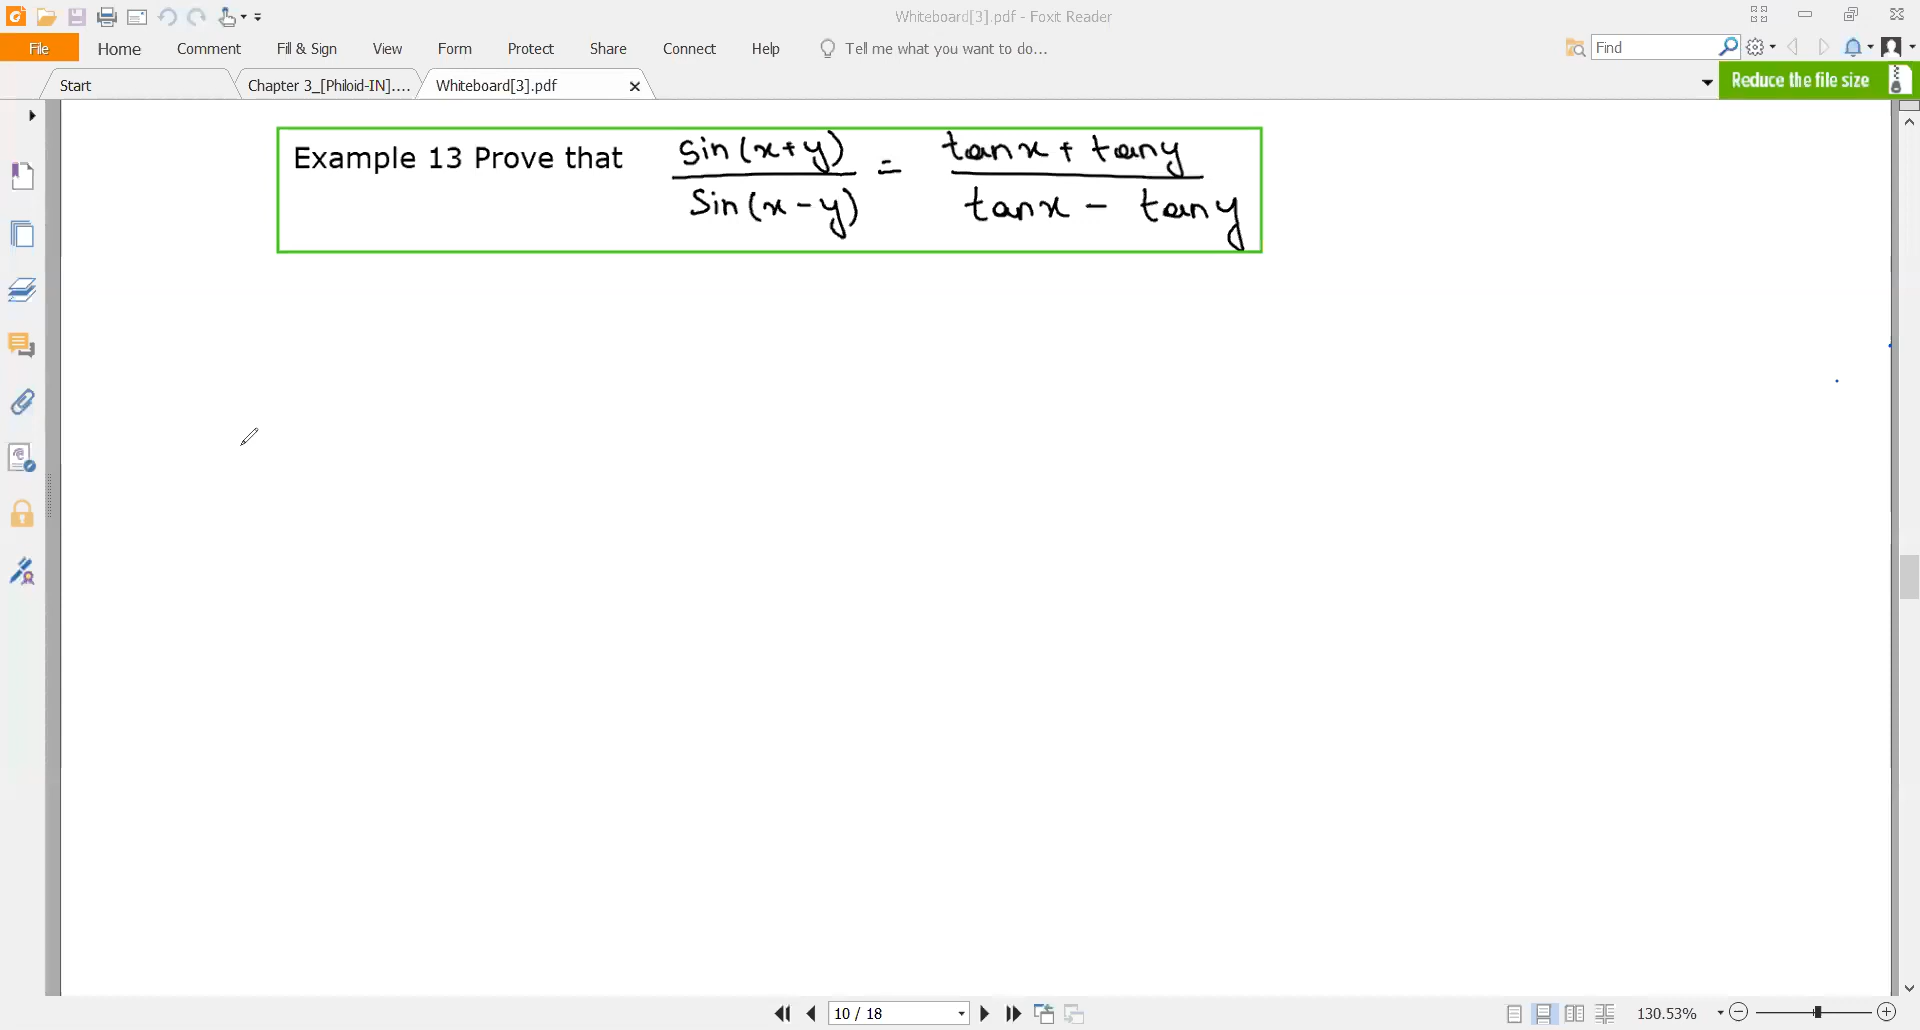 Whiteboard[3].pdf - Foxit Reader
File Home Comment Fill & Sign View Form Protect Share Connect Help Tell me what you want to do... Find
Start Chapter 3_[Philoid-IN].... Whiteboard[3].pdf Reduce the file size
Example 13 Prove that sin(x+y) / sin(x-y) = tanx + tany / tanx - tany
10 / 18 130.53%